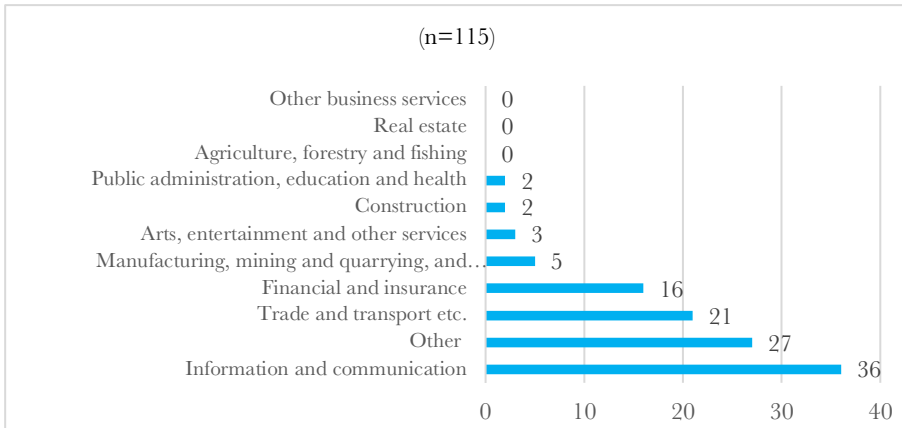 (n=115)
Other business services 0
Real estate 0
Agriculture, forestry and fishing 0
Public administration, education and health 2
Construction 2
Arts, entertainment and other services 3
Manufacturing, mining and quarrying, and... 5
Financial and insurance 16
Trade and transport etc. 21
Other 27
Information and communication 36
0 10 20 30 40